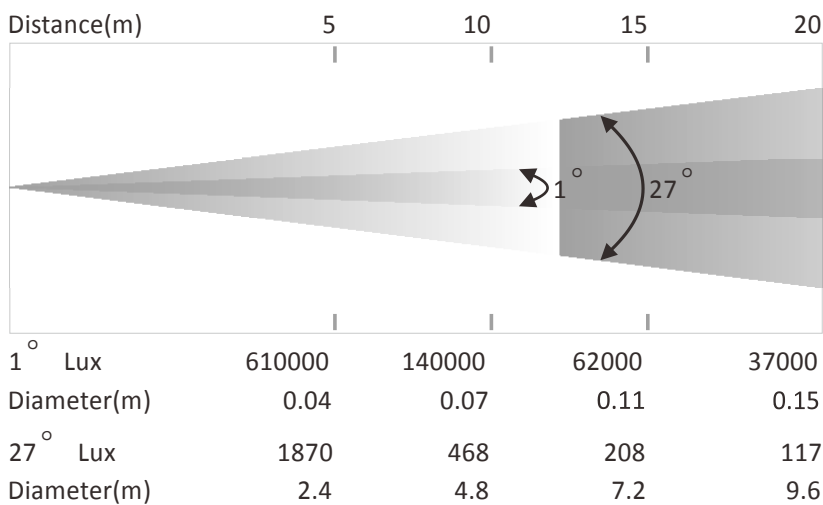 Distance(m) 5 10 15 20
1° 27°
1° Lux 610000 140000 62000 37000
Diameter(m) 0.04 0.07 0.11 0.15
27° Lux 1870 468 208 117
Diameter(m) 2.4 4.8 7.2 9.6